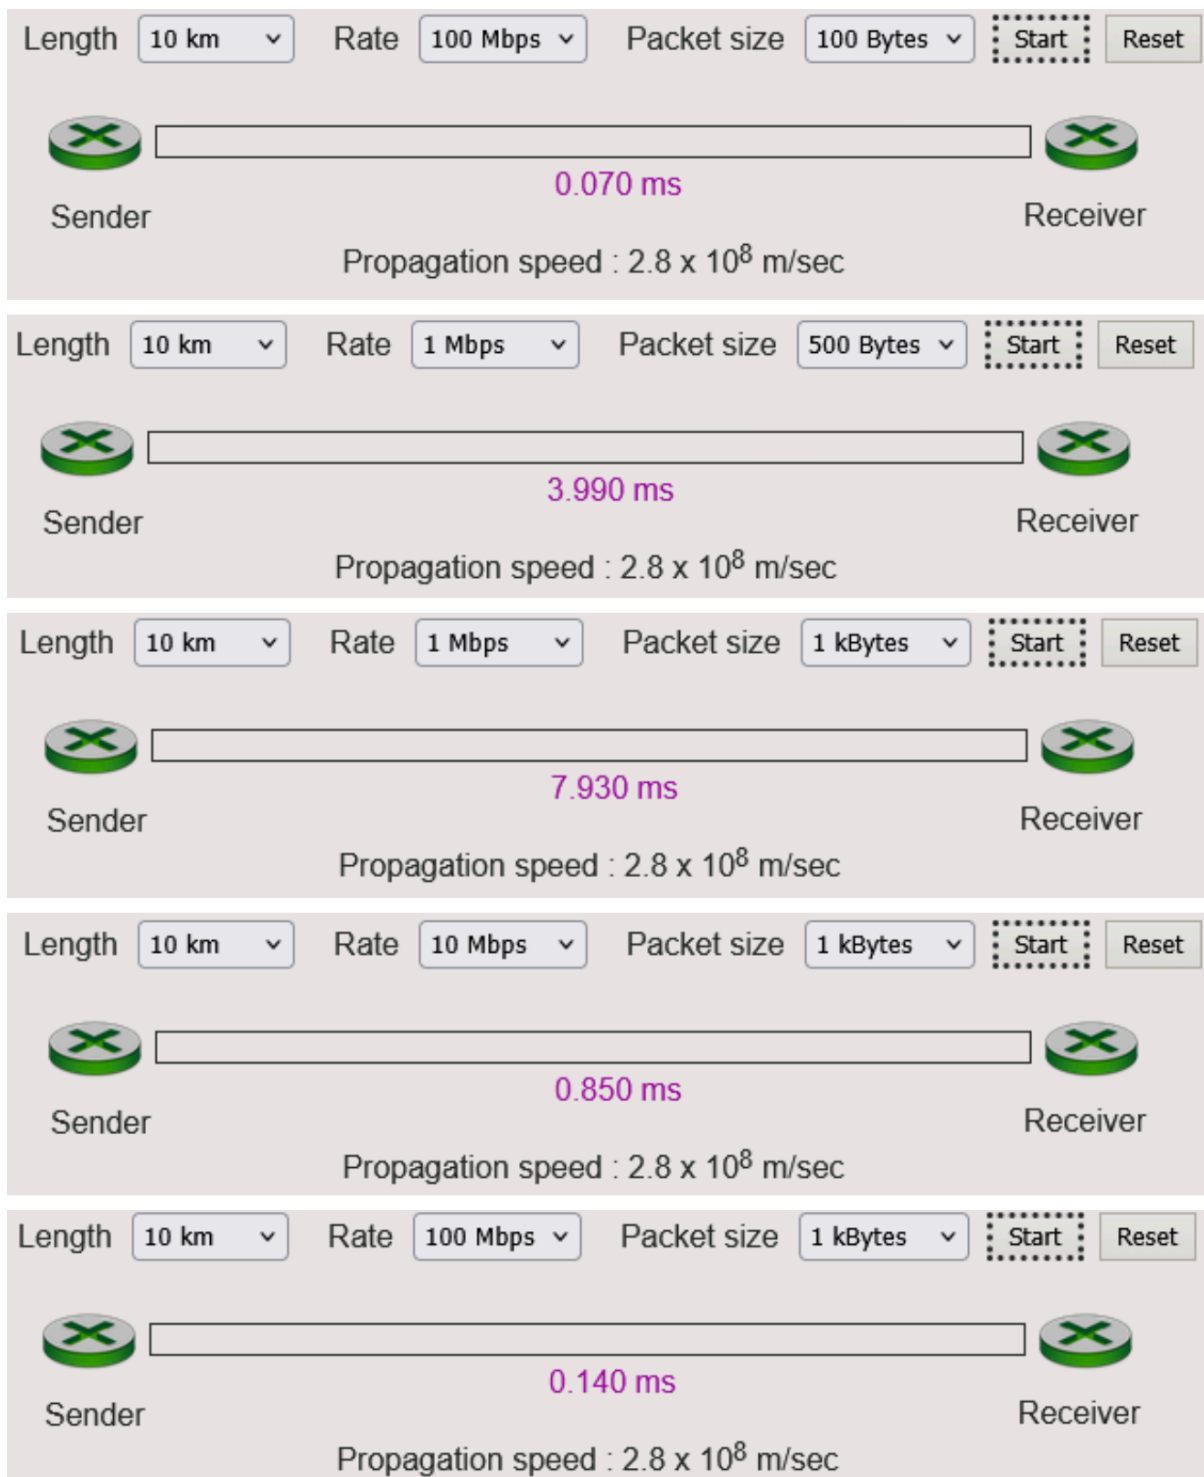 Length 10 km Rate 100 Mbps Packet size 100 Bytes Start Reset
0.070 ms
Sender Receiver
Propagation speed : 2.8 x 10⁸ m/sec
Length 10 km Rate 1 Mbps Packet size 500 Bytes Start Reset
3.990 ms
Sender Receiver
Propagation speed : 2.8 x 10⁸ m/sec
Length 10 km Rate 1 Mbps Packet size 1 kBytes Start Reset
7.930 ms
Sender Receiver
Propagation speed : 2.8 x 10⁸ m/sec
Length 10 km Rate 10 Mbps Packet size 1 kBytes Start Reset
0.850 ms
Sender Receiver
Propagation speed : 2.8 x 10⁸ m/sec
Length 10 km Rate 100 Mbps Packet size 1 kBytes Start Reset
0.140 ms
Sender Receiver
Propagation speed : 2.8 x 10⁸ m/sec